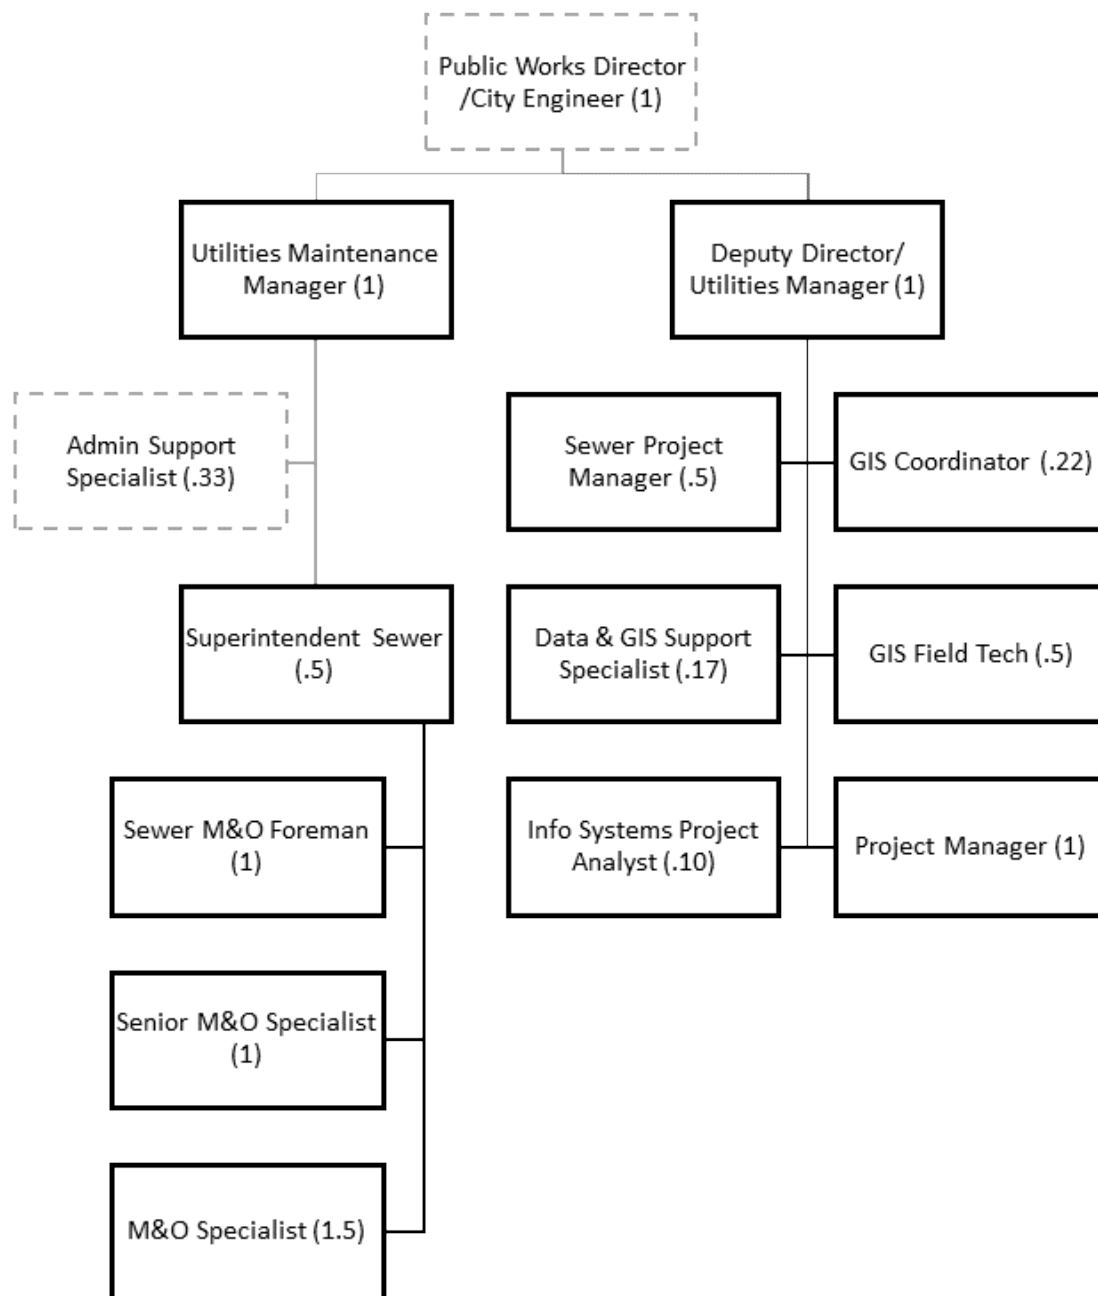 Public Works Director
/City Engineer (1)
Utilities Maintenance
Manager (1)
Deputy Director/
Utilities Manager (1)
Admin Support
Specialist (.33)
Sewer Project
Manager (.5)
GIS Coordinator (.22)
Superintendent Sewer
(.5)
Data & GIS Support
Specialist (.17)
GIS Field Tech (.5)
Sewer M&O Foreman
(1)
Info Systems Project
Analyst (.10)
Project Manager (1)
Senior M&O Specialist
(1)
M&O Specialist (1.5)